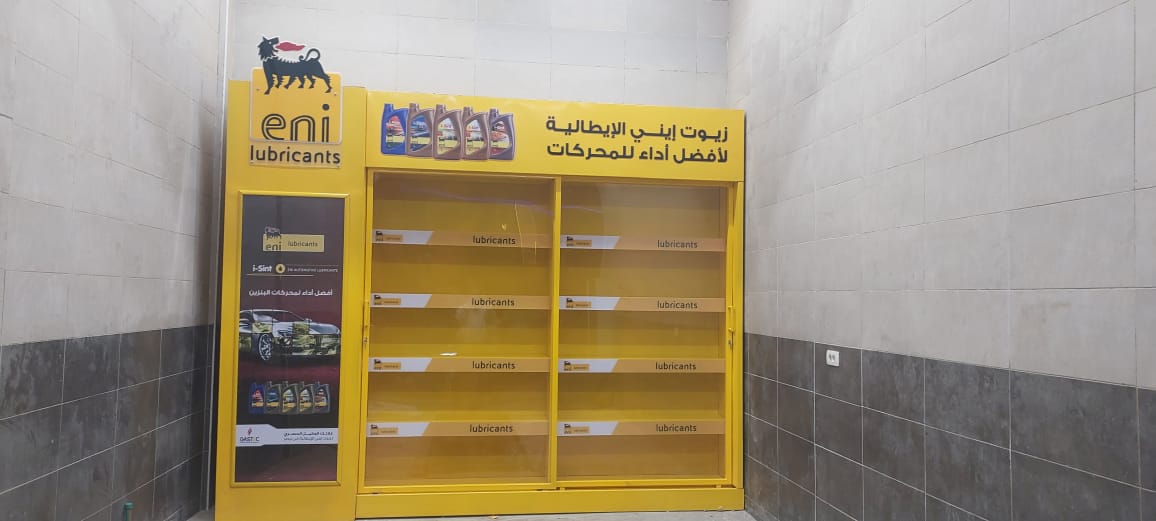 eni
lubricants
زيوت إيني الإيطالية
لأفضل أداء للمحركات
eni lubricants
i-Sint
أفضل أداء لمحركات البنزين
GASTEC
lubricants
lubricants
lubricants
lubricants
lubricants
lubricants
lubricants
lubricants